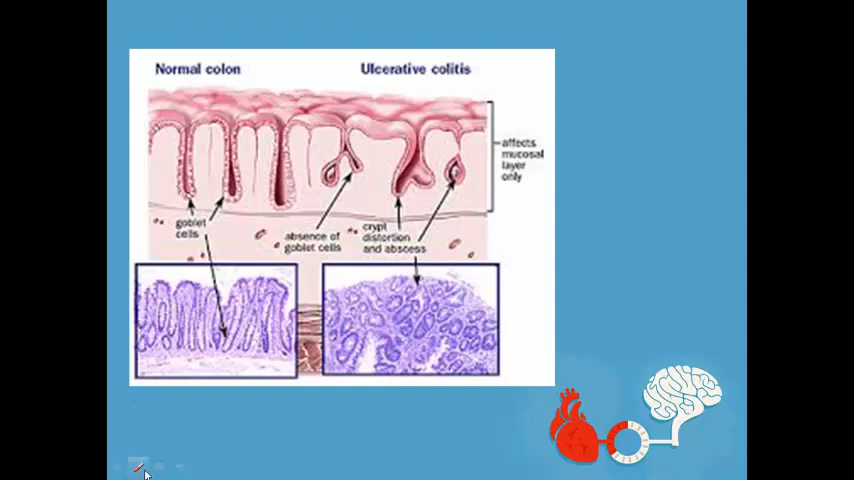 Normal colon
Ulcerative colitis
affects
mucosal
layer
only
goblet
cells
absence of
goblet cells
crypt
distortion
and abscess